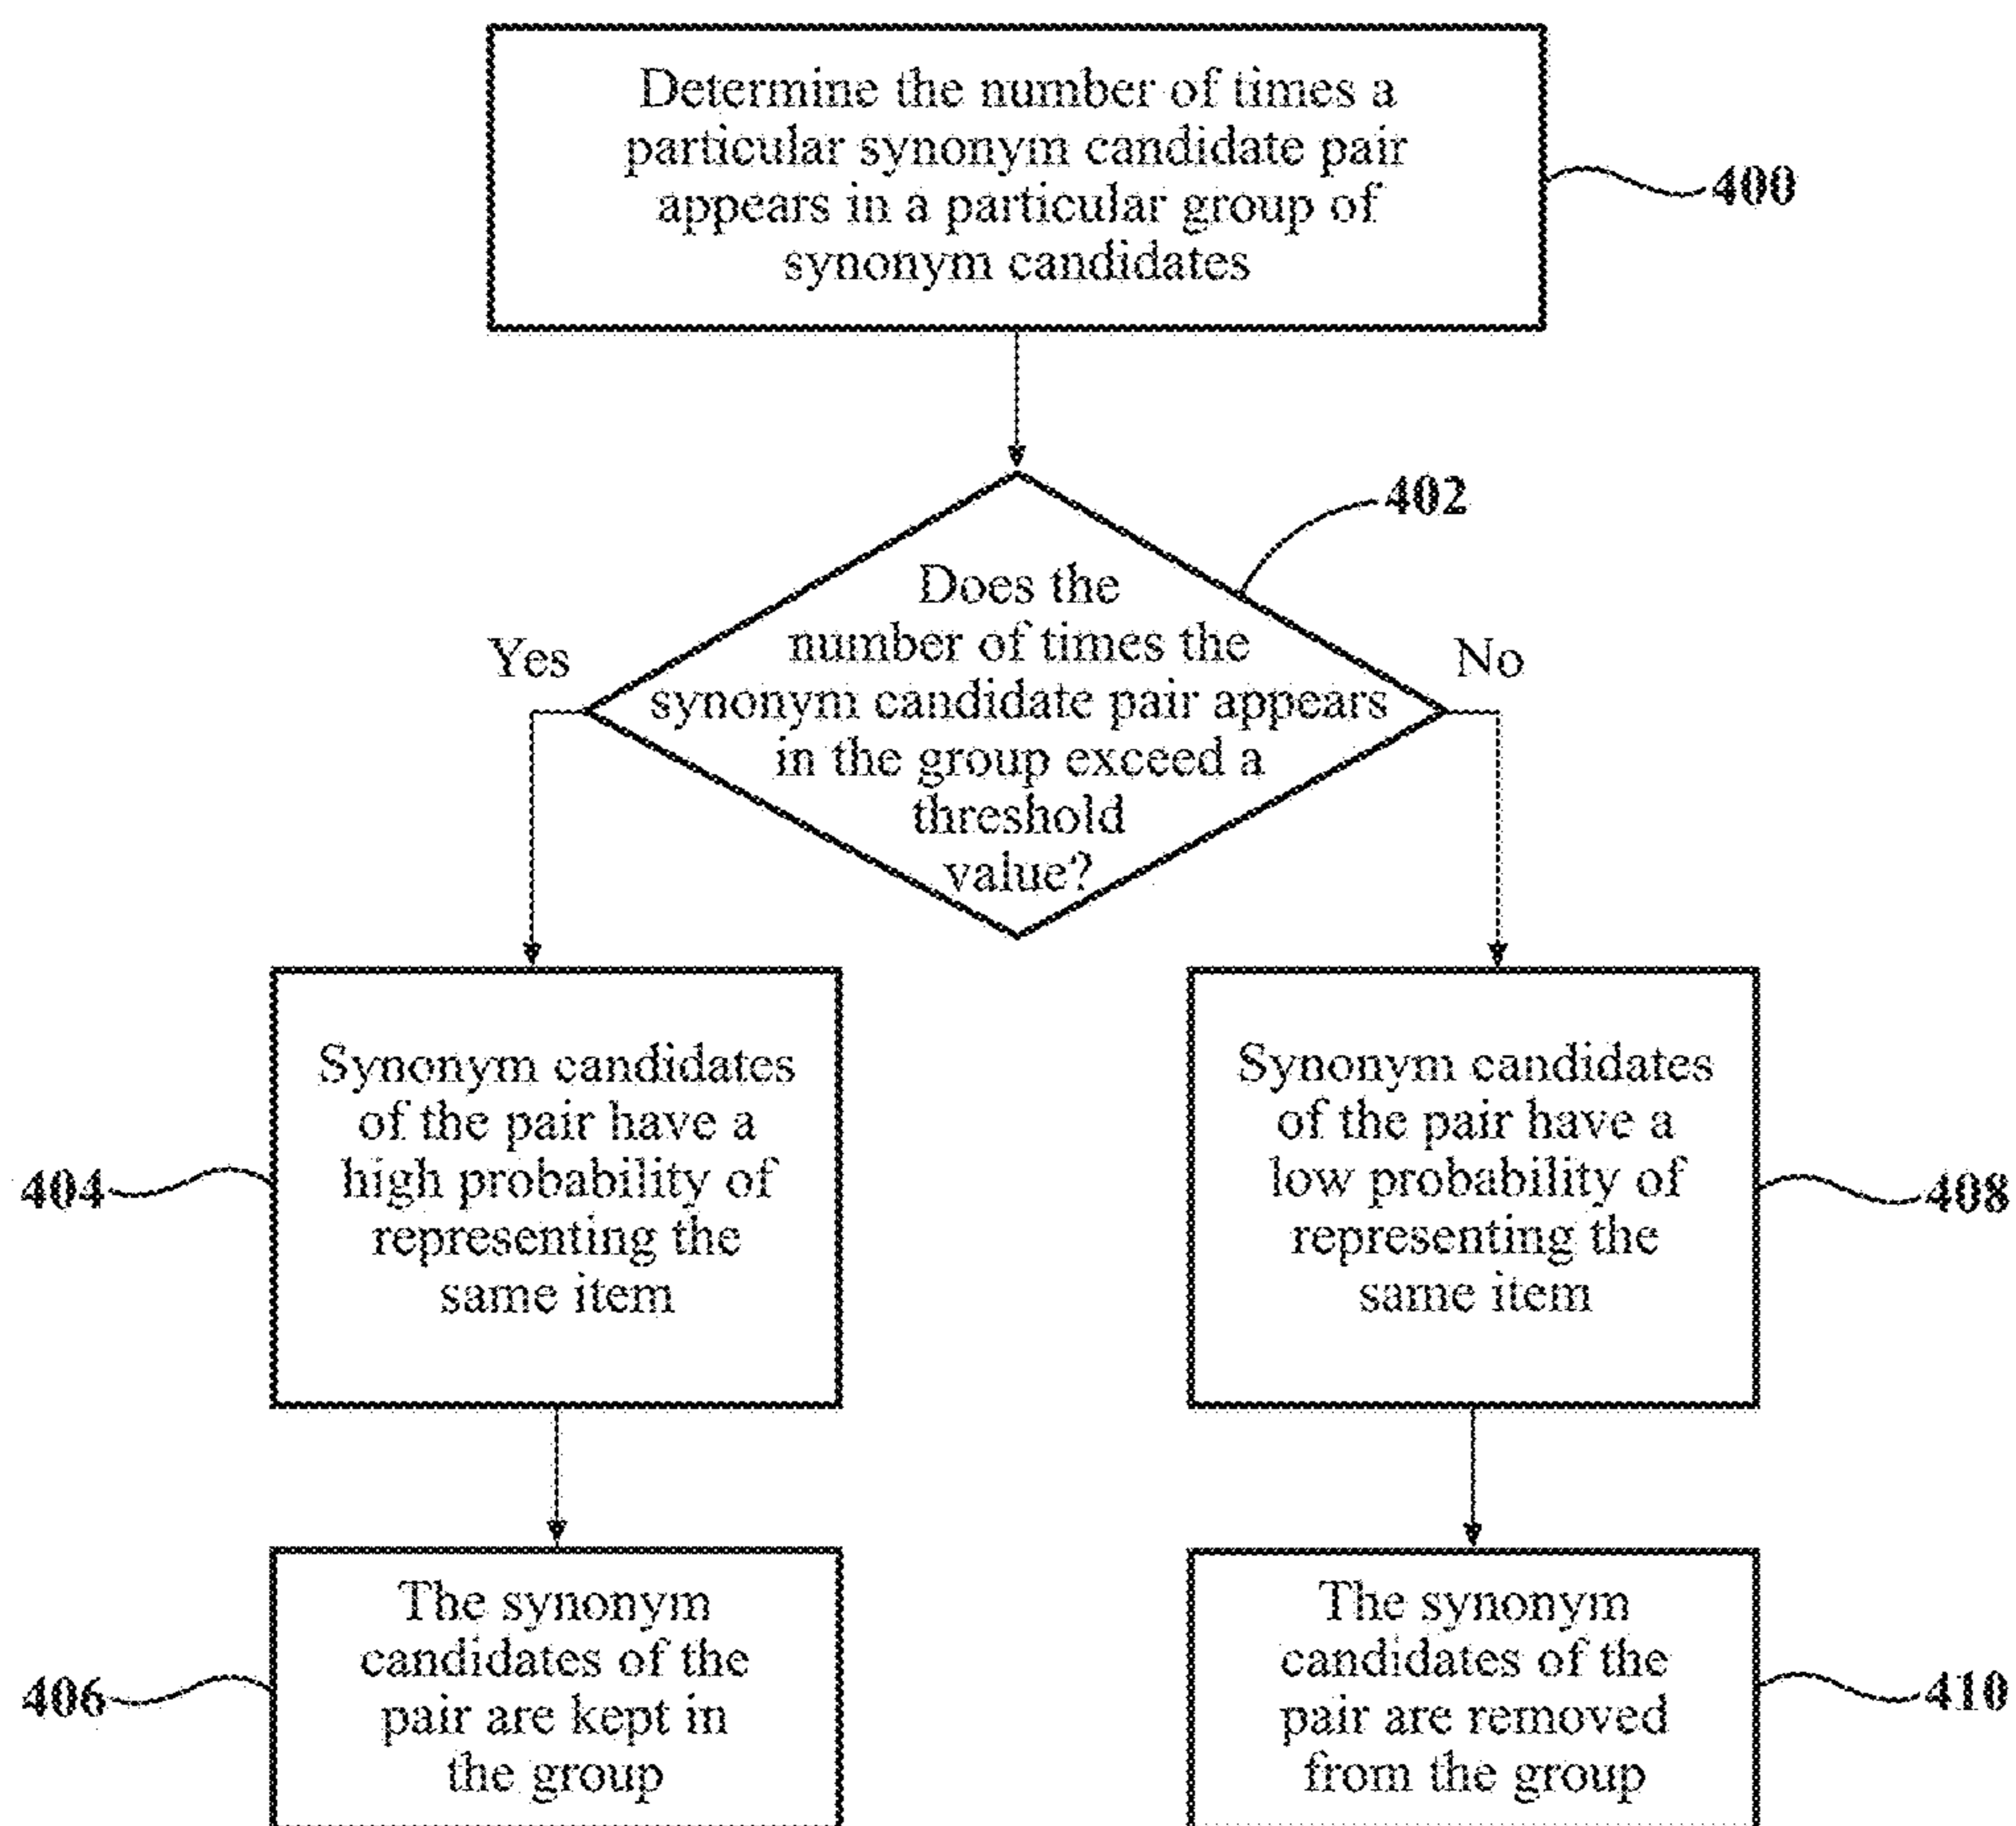 Determine the number of times a
particular synonym candidate pair
appears in a particular group of
synonym candidates
400
402
Does the
number of times the
synonym candidate pair appears
in the group exceed a
threshold
value?
Yes
No
Synonym candidates
of the pair have a
high probability of
representing the
same item
404
Synonym candidates
of the pair have a
low probability of
representing the
same item
408
The synonym
candidates of the
pair are kept in
the group
406
The synonym
candidates of the
pair are removed
from the group
410